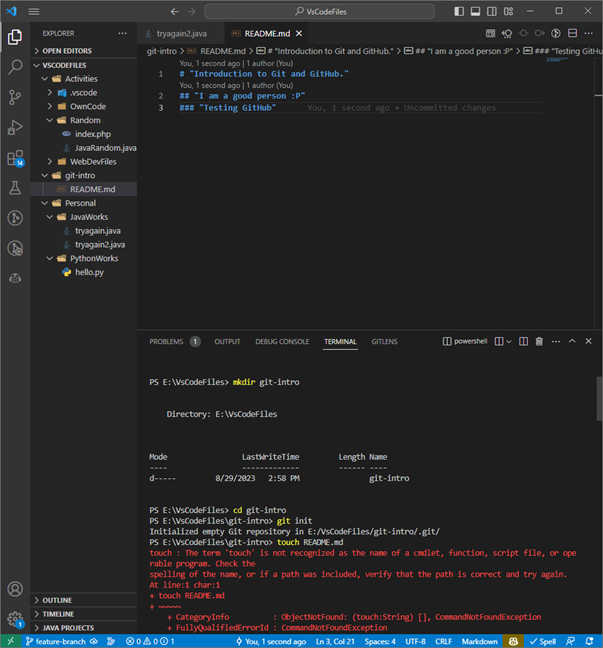 VsCodeFiles
EXPLORER
OPEN EDITORS
VSCODEFILES
Activities
.vscode
OwnCode
Random
index.php
JavaRandom.java
WebDevFiles
git-intro
README.md
Personal
JavaWorks
tryagain.java
tryagain2.java
PythonWorks
hello.py
OUTLINE
TIMELINE
JAVA PROJECTS
14
1
tryagain2.java README.md
git-intro > README.md > # "Introduction to Git and GitHub." > ## "I am a good person :P" > ### "Testing GitHu
You, 1 second ago | 1 author (You)
1 # "Introduction to Git and GitHub."
You, 1 second ago | 1 author (You)
2 ## "I am a good person :P"
3 ### "Testing GitHub" You, 1 second ago • Uncommitted changes
PROBLEMS 1 OUTPUT DEBUG CONSOLE TERMINAL GITLENS powershell
PS E:\VsCodeFiles> mkdir git-intro
Directory: E:\VsCodeFiles
Mode LastWriteTime Length Name
---- ------------- ------ ----
d----- 8/29/2023 2:58 PM git-intro
PS E:\VsCodeFiles> cd git-intro
PS E:\VsCodeFiles\git-intro> git init
Initialized empty Git repository in E:/VsCodeFiles/git-intro/.git/
PS E:\VsCodeFiles\git-intro> touch README.md
touch : The term 'touch' is not recognized as the name of a cmdlet, function, script file, or ope
rable program. Check the
spelling of the name, or if a path was included, verify that the path is correct and try again.
At line:1 char:1
+ touch README.md
+ ~~~~~
+ CategoryInfo : ObjectNotFound: (touch:String) [], CommandNotFoundException
+ FullyQualifiedErrorId : CommandNotFoundException
feature-branch 0 0 1 You, 1 second ago Ln 3, Col 21 Spaces: 4 UTF-8 CRLF Markdown Spell